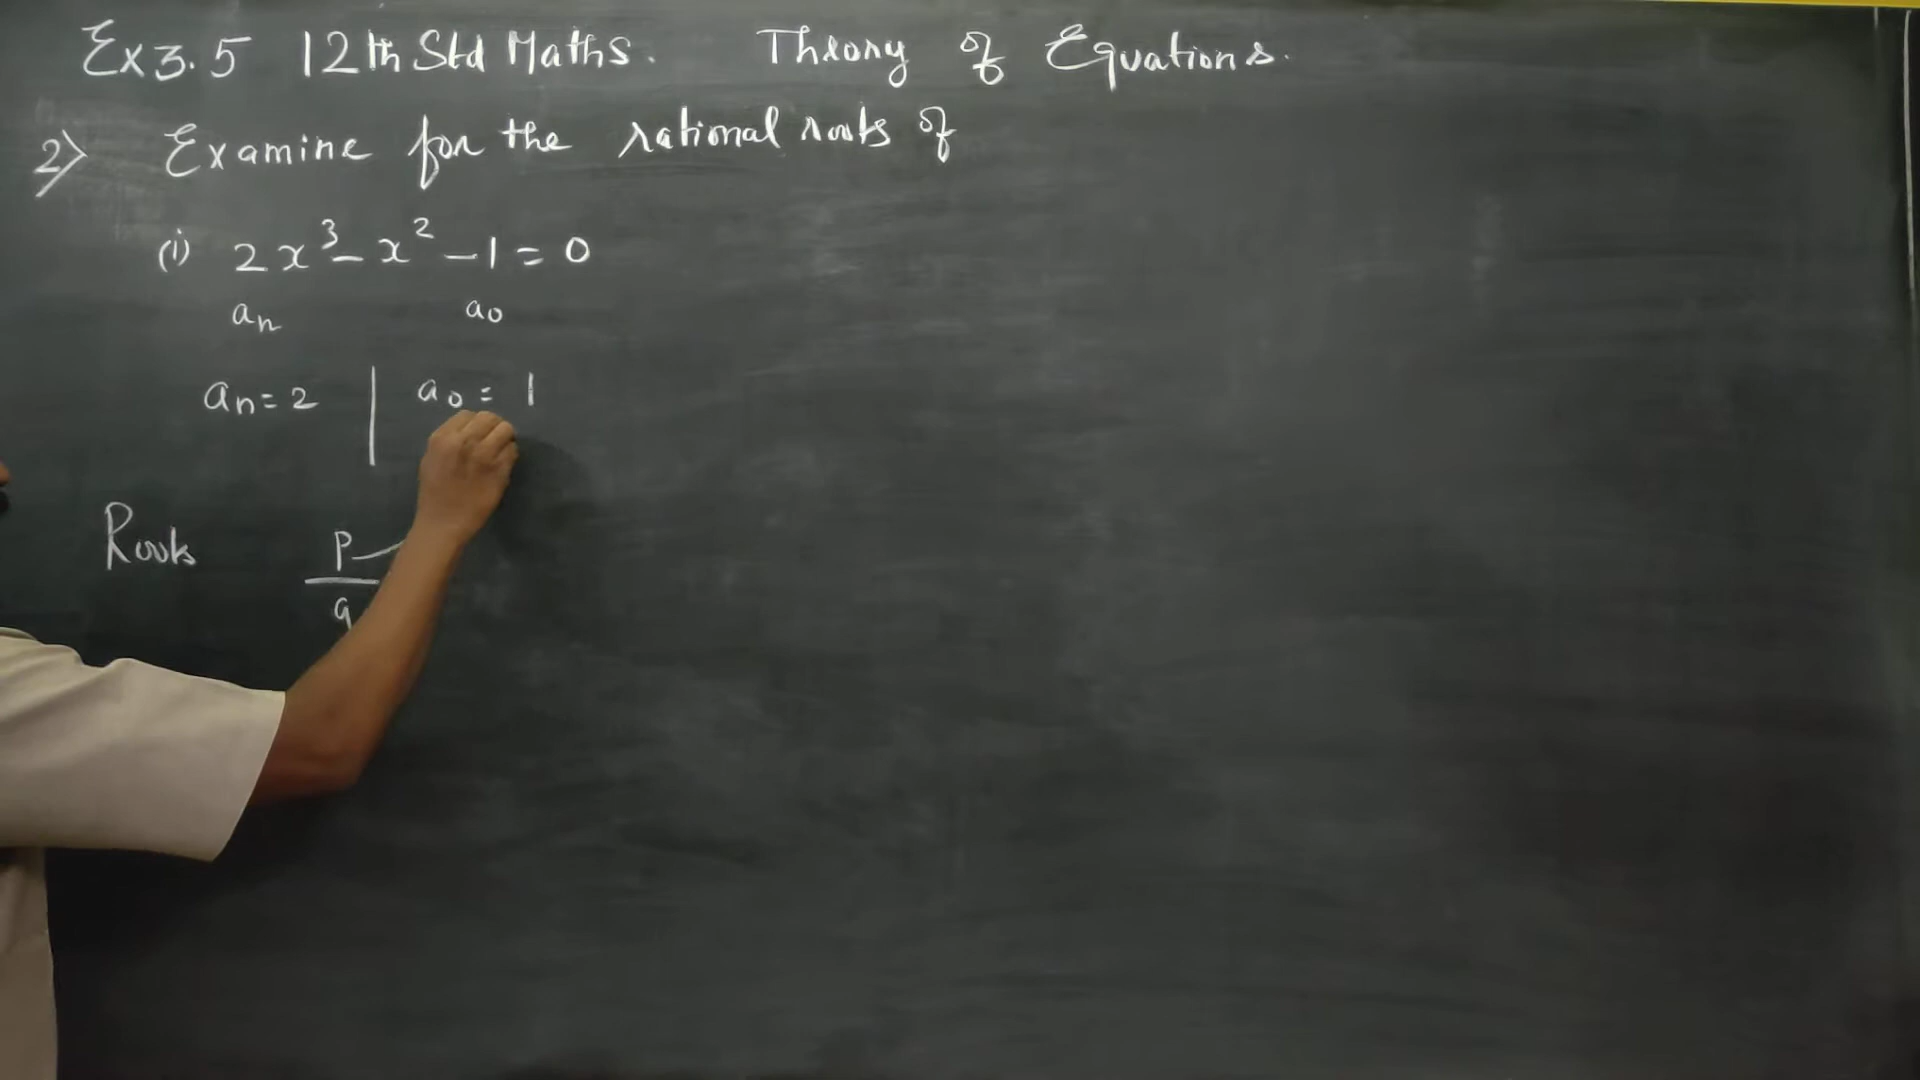 Ex 3.5 12th Std Maths. Theory of Equations.
2) Examine for the rational roots of
(i) 2x³ - x² - 1 = 0
an a0
an = 2 | a0 = 1
Roots p
q